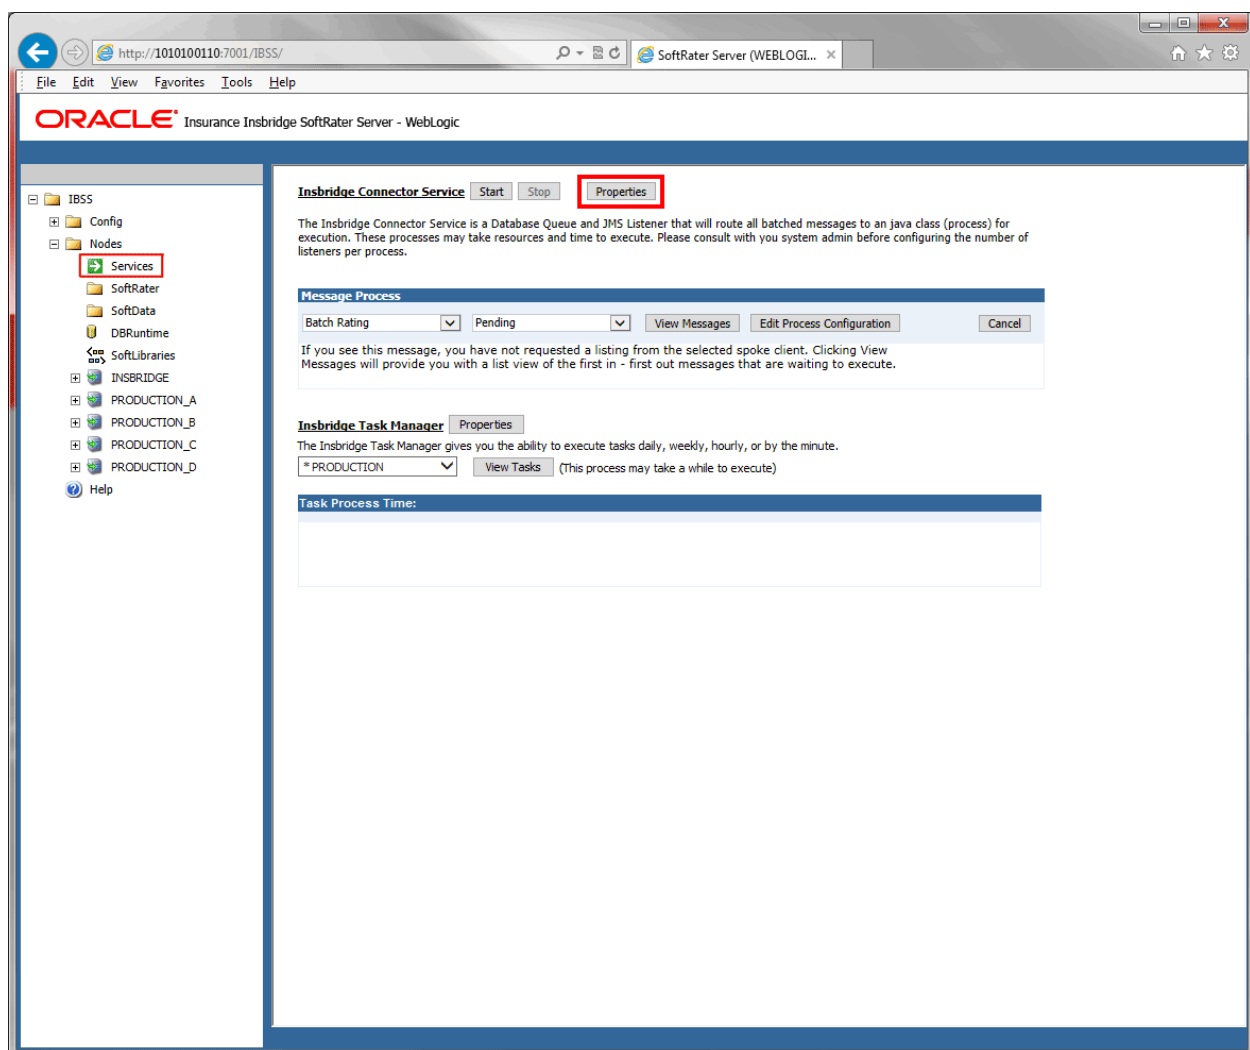 http://1010100110:7001/IBSS/
SoftRater Server (WEBLOGI...
File Edit View Favorites Tools Help
ORACLE Insurance Insbridge SoftRater Server - WebLogic
IBSS
Config
Nodes
Services
SoftRater
SoftData
DBRuntime
SoftLibraries
INSBRIDGE
PRODUCTION_A
PRODUCTION_B
PRODUCTION_C
PRODUCTION_D
Help
Insbridge Connector Service Start Stop Properties
The Insbridge Connector Service is a Database Queue and JMS Listener that will route all batched messages to an java class (process) for
execution. These processes may take resources and time to execute. Please consult with you system admin before configuring the number of
listeners per process.
Message Process
Batch Rating Pending View Messages Edit Process Configuration Cancel
If you see this message, you have not requested a listing from the selected spoke client. Clicking View
Messages will provide you with a list view of the first in - first out messages that are waiting to execute.
Insbridge Task Manager Properties
The Insbridge Task Manager gives you the ability to execute tasks daily, weekly, hourly, or by the minute.
* PRODUCTION View Tasks (This process may take a while to execute)
Task Process Time: